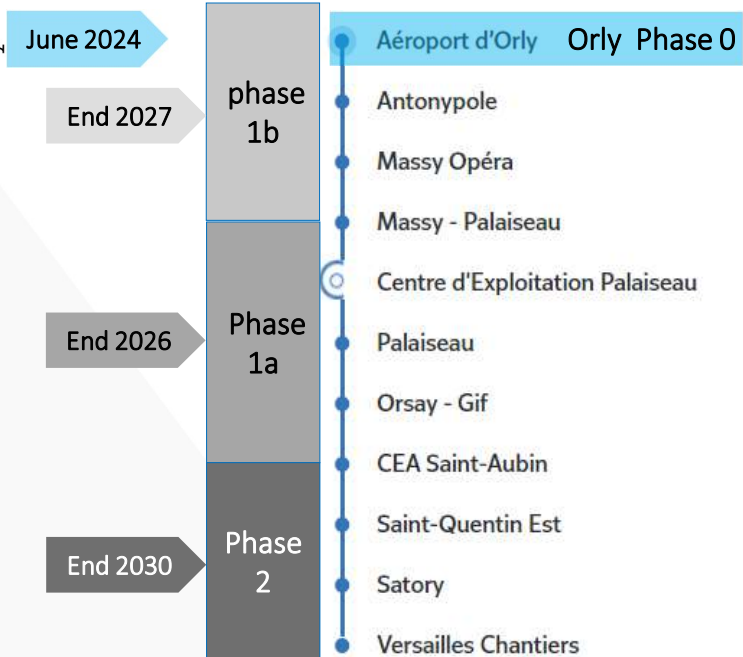 June 2024
Aéroport d'Orly Orly Phase 0
phase
1b
End 2027
Antonypole
Massy Opéra
Massy - Palaiseau
Centre d'Exploitation Palaiseau
Phase
1a
End 2026
Palaiseau
Orsay - Gif
CEA Saint-Aubin
Saint-Quentin Est
Phase
2
End 2030
Satory
Versailles Chantiers